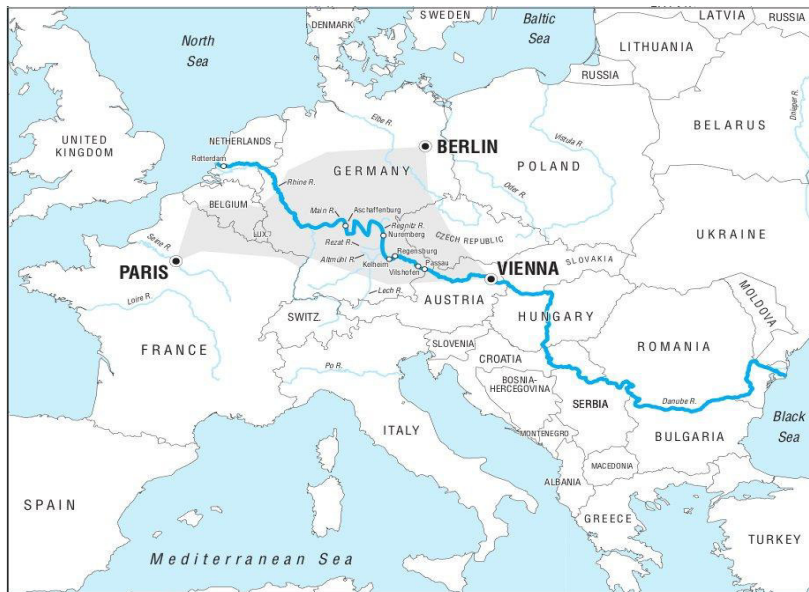 SWEDEN
LATVIA
RUSSIA
DENMARK
Baltic
Sea
North
Sea
LITHUANIA
RUSSIA
Dnieper R.
BELARUS
UNITED
KINGDOM
NETHERLANDS
Rotterdam
Elbe R.
BERLIN
Vistula R.
POLAND
Oder R.
GERMANY
Rhine R.
BELGIUM
LUX.
Main R.
Aschaffenburg
Regnitz R.
Nuremberg
CZECH REPUBLIC
UKRAINE
Seine R.
Rezat R.
Regensburg
Altmühl R.
Kelheim
Passau
Vilshofen
PARIS
VIENNA
SLOVAKIA
Lech R.
AUSTRIA
Loire R.
SWITZ.
HUNGARY
MOLDOVA
FRANCE
SLOVENIA
ROMANIA
Po R.
CROATIA
BOSNIA-
HERCEGOVINA
SERBIA
Danube R.
Black
Sea
ITALY
MONTENEGRO
BULGARIA
MACEDONIA
ALBANIA
SPAIN
GREECE
TURKEY
Mediterranean Sea